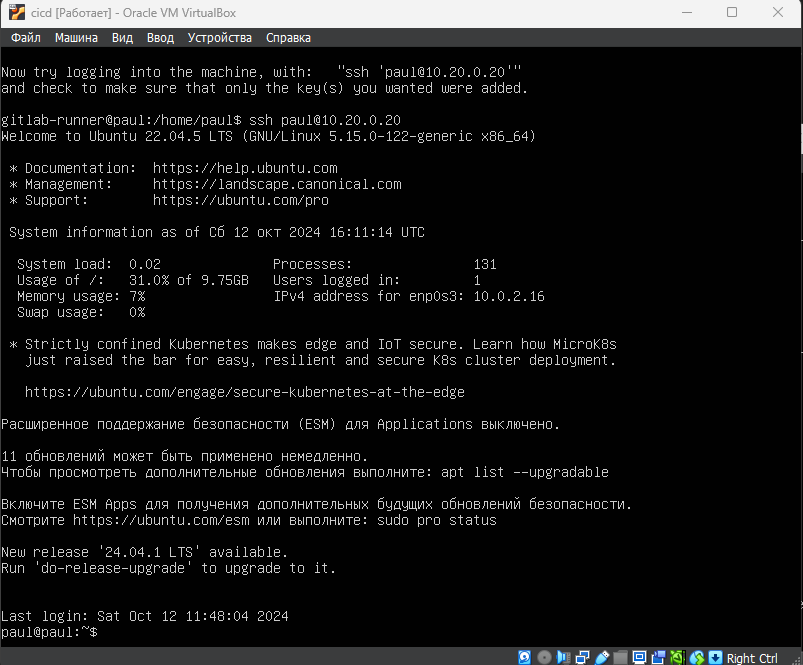 cicd [Работает] - Oracle VM VirtualBox
Файл Машина Вид Ввод Устройства Справка
Now try logging into the machine, with:   "ssh 'paul@10.20.0.20'"
and check to make sure that only the key(s) you wanted were added.
gitlab-runner@paul:/home/paul$ ssh paul@10.20.0.20
Welcome to Ubuntu 22.04.5 LTS (GNU/Linux 5.15.0-122-generic x86_64)
* Documentation:  https://help.ubuntu.com
* Management:     https://landscape.canonical.com
* Support:        https://ubuntu.com/pro
System information as of Сб 12 окт 2024 16:11:14 UTC
System load:  0.02               Processes:               131
Usage of /:   31.0% of 9.75GB   Users logged in:         1
Memory usage: 7%                 IPv4 address for enp0s3: 10.0.2.16
Swap usage:   0%
* Strictly confined Kubernetes makes edge and IoT secure. Learn how MicroK8s
just raised the bar for easy, resilient and secure K8s cluster deployment.
https://ubuntu.com/engage/secure-kubernetes-at-the-edge
Расширенное поддержание безопасности (ESM) для Applications выключено.
11 обновлений может быть применено немедленно.
Чтобы просмотреть дополнительные обновления выполните: apt list --upgradable
Включите ESM Apps для получения дополнительных будущих обновлений безопасности.
Смотрите https://ubuntu.com/esm или выполните: sudo pro status
New release '24.04.1 LTS' available.
Run 'do-release-upgrade' to upgrade to it.
Last login: Sat Oct 12 11:48:04 2024
paul@paul:~$
Right Ctrl